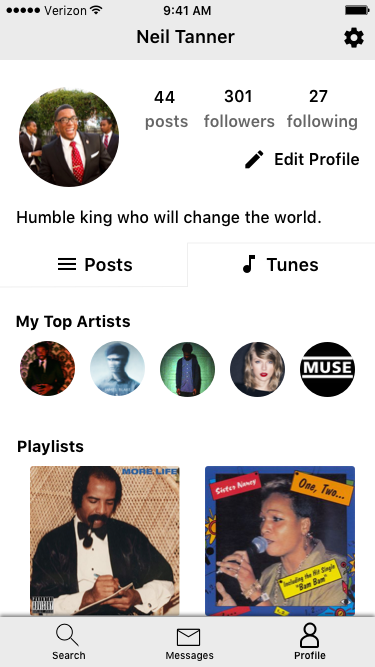 Verizon 9:41 AM
Neil Tanner
44 301 27
posts followers following
Edit Profile
Humble king who will change the world.
Posts Tunes
My Top Artists
MUSE
Playlists
MORE LIFE
Sister Nancy
One, Two...
Including the Hit Single
"Bam Bam"
Search Messages Profile